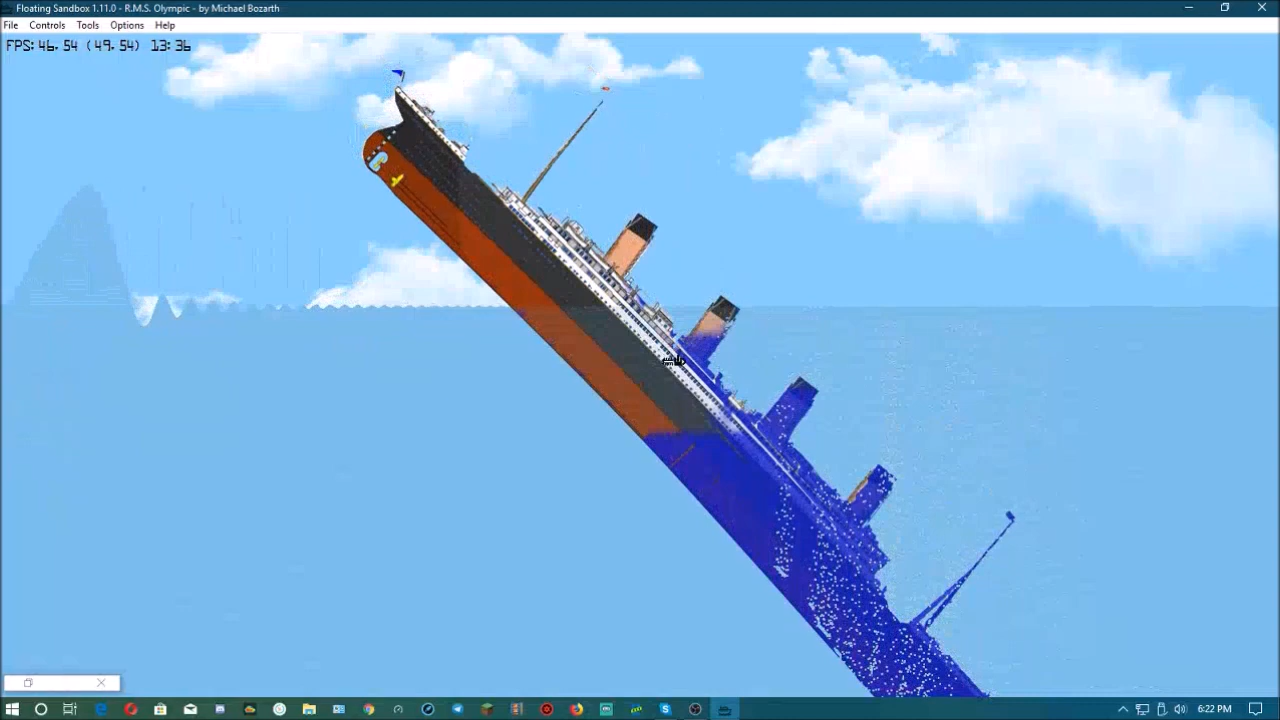 Floating Sandbox 1.11.0 - R.M.S. Olympic - by Michael Bozarth
File Controls Tools Options Help
FPS:46.54 (49.54) 13:36
6:22 PM